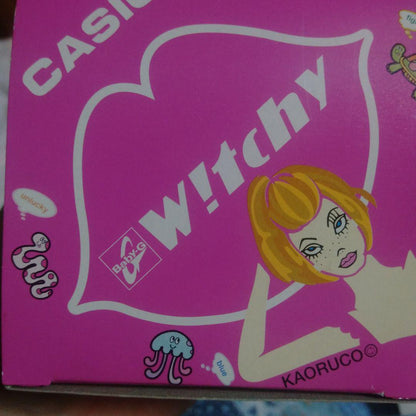 CASIO
W!tchy
Baby-G
unlucky
blue
KAORUCO©